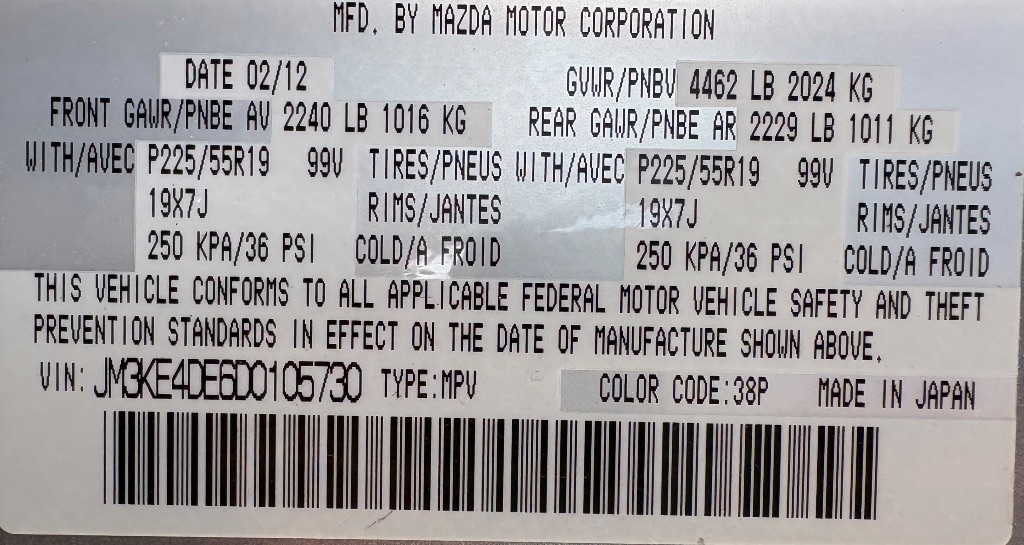 MFD. BY MAZDA MOTOR CORPORATION
DATE 02/12 GVWR/PNBV 4462 LB 2024 KG
FRONT GAWR/PNBE AV 2240 LB 1016 KG REAR GAWR/PNBE AR 2229 LB 1011 KG
WITH/AVEC P225/55R19 99V TIRES/PNEUS WITH/AVEC P225/55R19 99V TIRES/PNEUS
19X7J RIMS/JANTES 19X7J RIMS/JANTES
250 KPA/36 PSI COLD/A FROID 250 KPA/36 PSI COLD/A FROID
THIS VEHICLE CONFORMS TO ALL APPLICABLE FEDERAL MOTOR VEHICLE SAFETY AND THEFT
PREVENTION STANDARDS IN EFFECT ON THE DATE OF MANUFACTURE SHOWN ABOVE.
VIN: JM3KE4DE6D0105730 TYPE:MPV COLOR CODE:38P MADE IN JAPAN